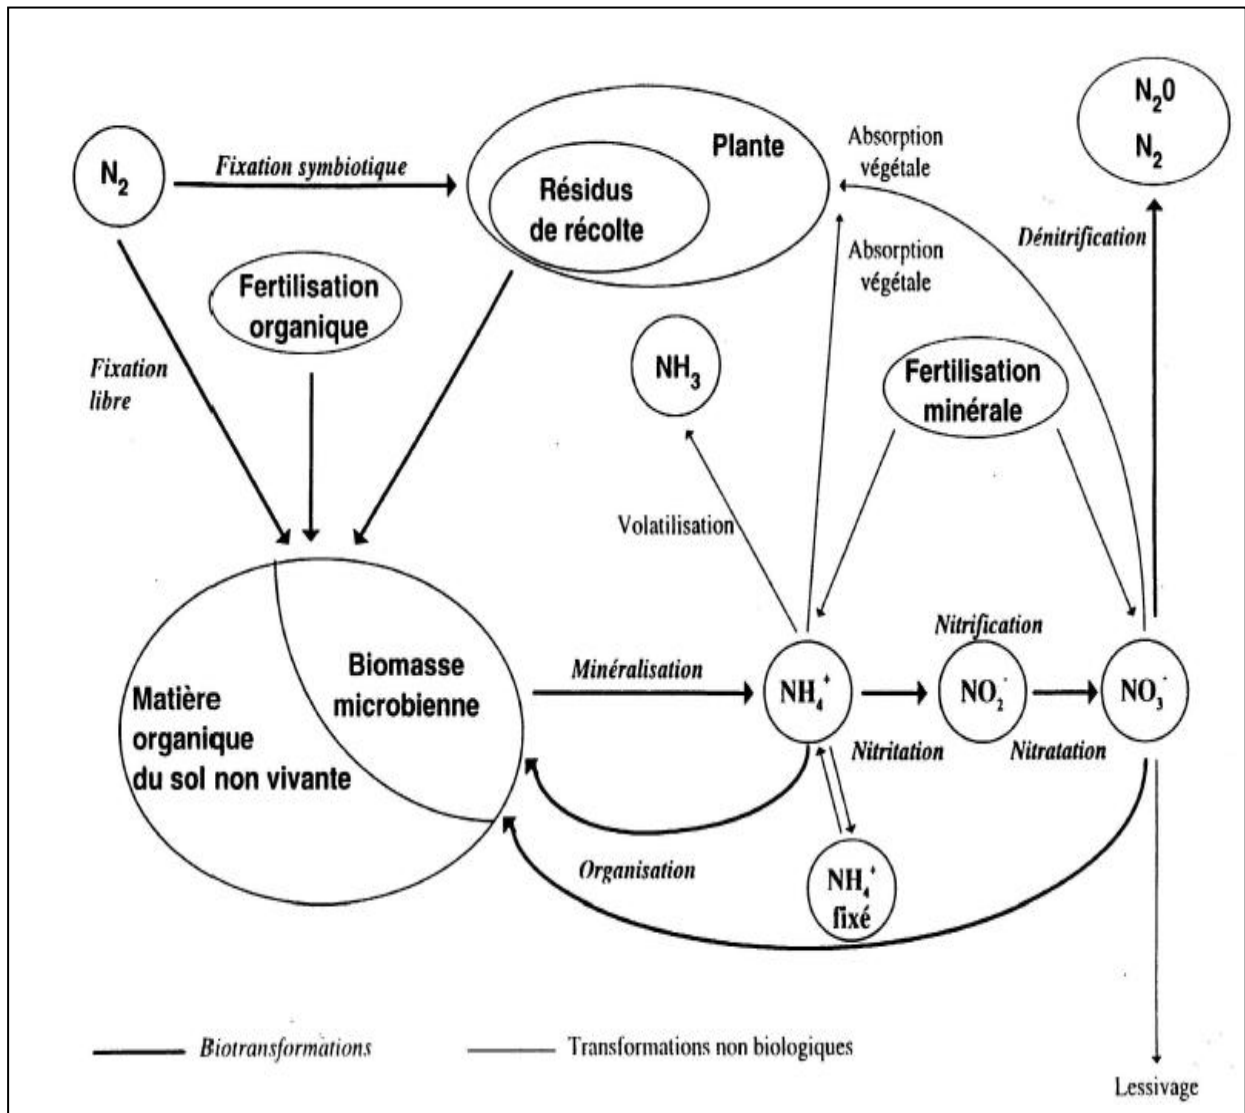 N₂O
N₂
N₂
Fixation symbiotique
Plante
Résidus
de récolte
Absorption
végétale
Absorption
végétale
Dénitrification
Fertilisation
organique
Fixation
libre
NH₃
Fertilisation
minérale
Volatilisation
Matière
organique
du sol non vivante
Biomasse
microbienne
Minéralisation
NH₄⁺
Nitrification
NO₂⁻
NO₃⁻
Nitritation
Nitratation
Organisation
NH₄⁺
fixé
Biotransformations
Transformations non biologiques
Lessivage